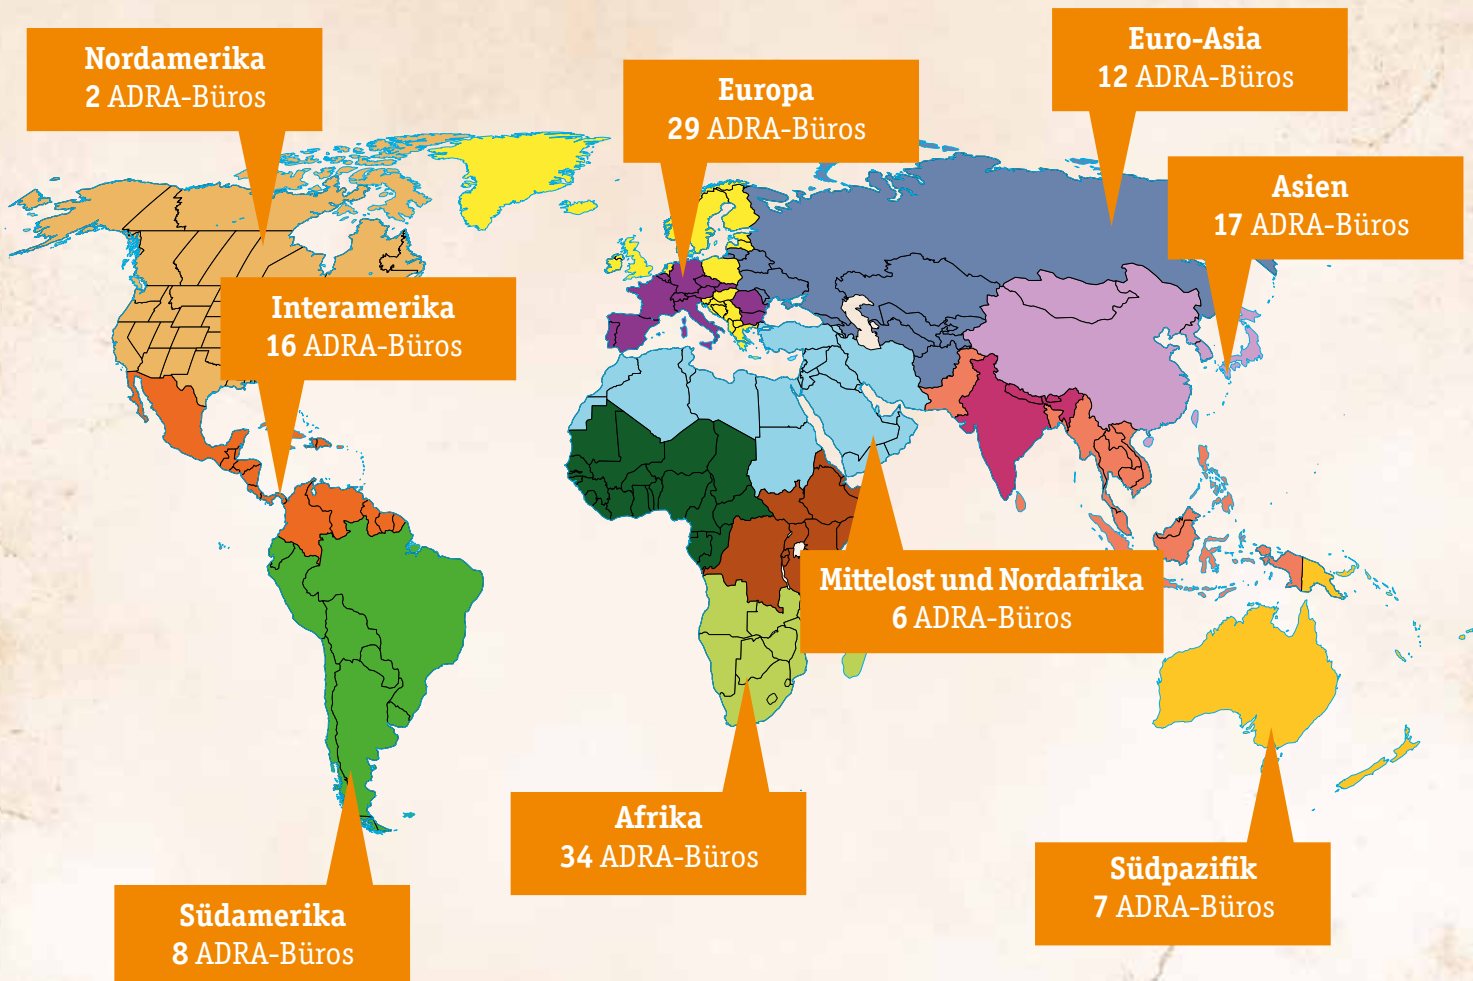 Nordamerika
2 ADRA-Büros
Europa
29 ADRA-Büros
Euro-Asia
12 ADRA-Büros
Asien
17 ADRA-Büros
Interamerika
16 ADRA-Büros
Mittelost und Nordafrika
6 ADRA-Büros
Afrika
34 ADRA-Büros
Südpazifik
7 ADRA-Büros
Südamerika
8 ADRA-Büros